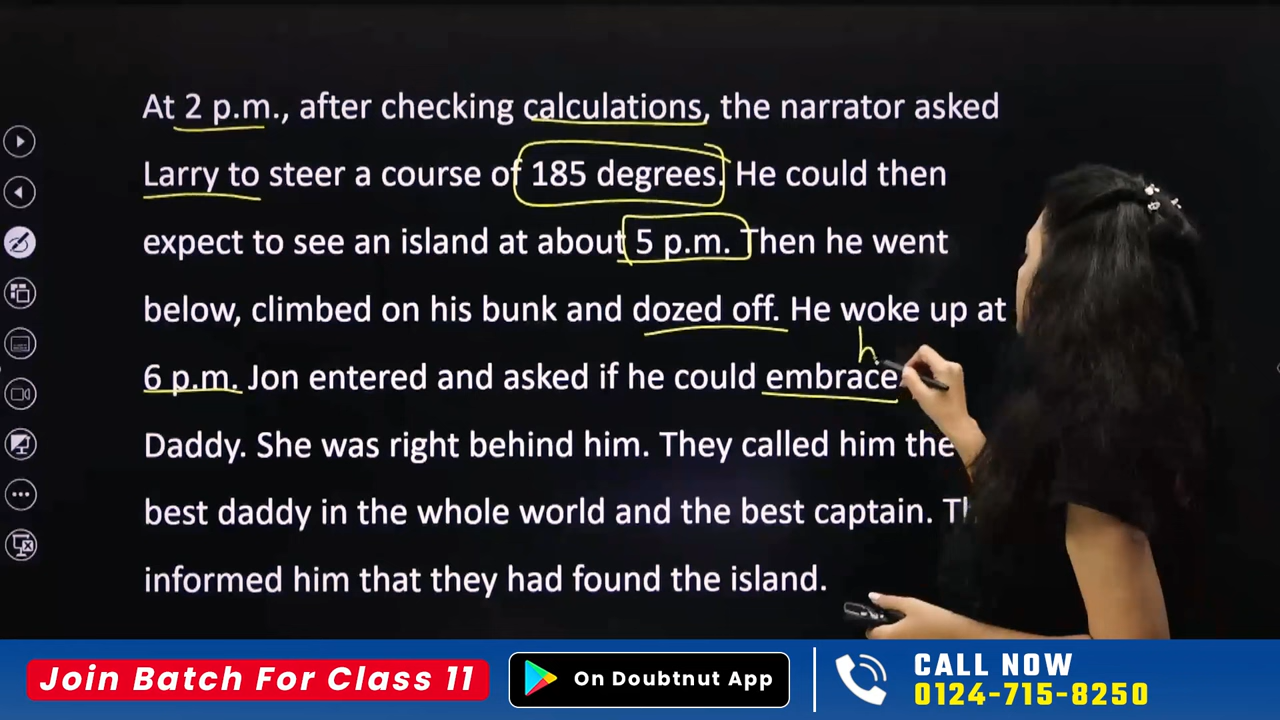 At 2 p.m., after checking calculations, the narrator asked
Larry to steer a course of 185 degrees. He could then
expect to see an island at about 5 p.m. Then he went
below, climbed on his bunk and dozed off. He woke up at
h
6 p.m. Jon entered and asked if he could embrace
Daddy. She was right behind him. They called him the
best daddy in the whole world and the best captain.
informed him that they had found the island.
Join Batch For Class 11
On Doubtnut App
CALL NOW
0124-715-8250